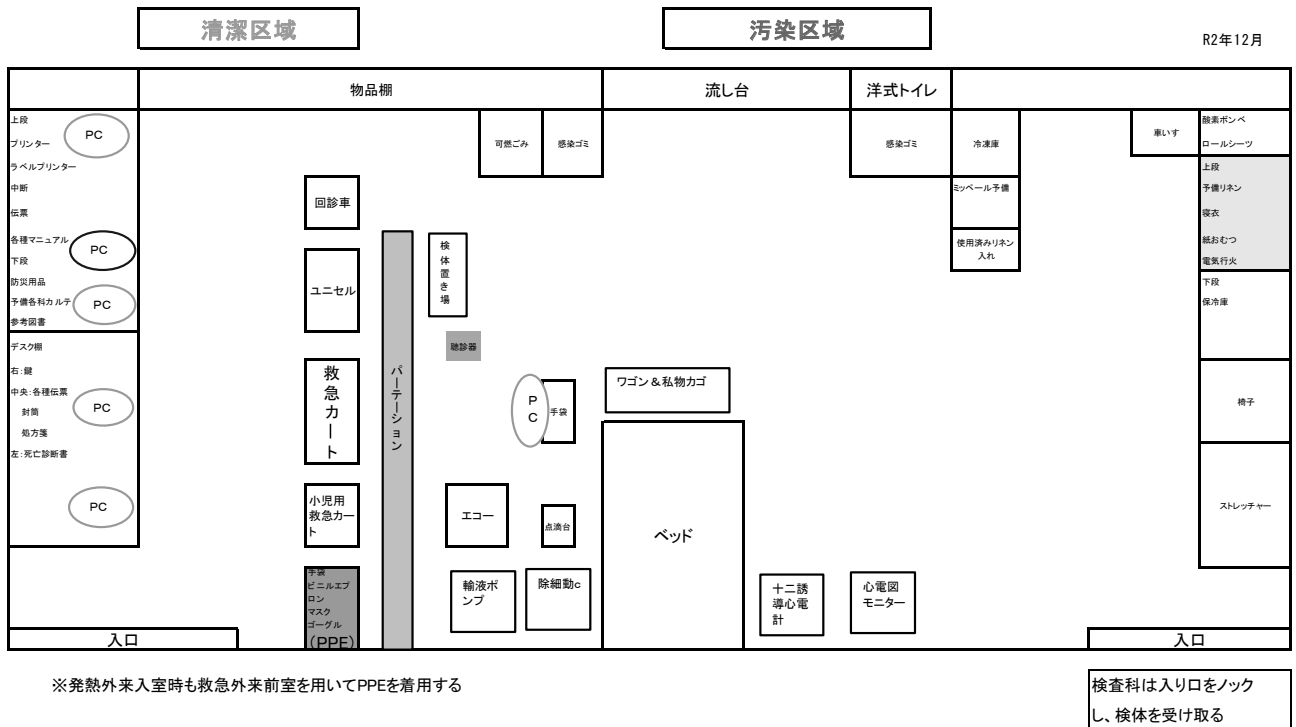 清潔区域
汚染区域
R2年12月
物品棚
流し台
洋式トイレ
上段
プリンター
ラベルプリンター
中断
伝票
各種マニュアル
下段
防災用品
予備各科カルテ
参考図書
PC
PC
PC
デスク棚
右:鍵
中央:各種伝票
封筒
処方箋
左:死亡診断書
PC
PC
入口
回診車
ユニセル
救急カート
小児用
救急カー
ト
手袋
ビニルエプ
ロン
マスク
ゴーグル
(PPE)
パーテーション
可燃ごみ
感染ゴミ
検体置き場
聴診器
PC
手袋
エコー
点滴台
輸液ポ
ンプ
除細動c
ワゴン&私物カゴ
ベッド
十二誘
導心電
計
心電図
モニター
感染ゴミ
冷凍庫
ミッペール予備
使用済みリネン
入れ
車いす
酸素ボンベ
ロールシーツ
上段
予備リネン
寝衣
紙おむつ
電気行火
下段
保冷庫
椅子
ストレッチャー
入口
※発熱外来入室時も救急外来前室を用いてPPEを着用する
検査科は入り口をノック
し、検体を受け取る